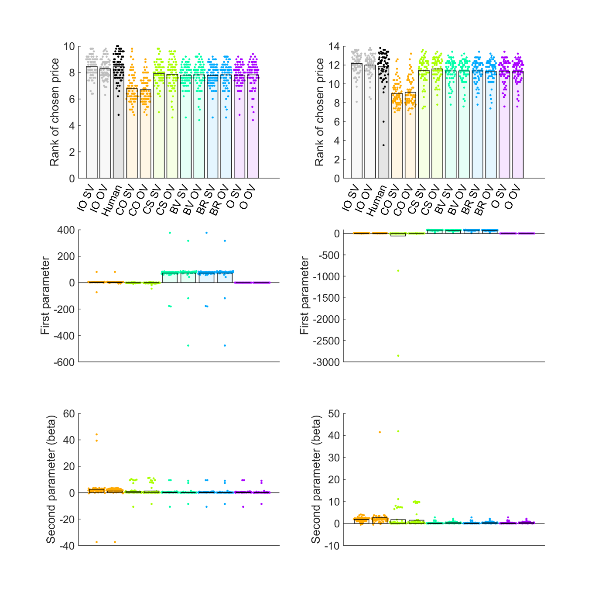 10
8
6
4
2
0
Rank of chosen price
IO SV
IO OV
Human
CO SV
CO OV
CS SV
CS OV
BV SV
BV OV
BR SV
BR OV
O SV
O OV
14
12
10
8
6
4
2
0
Rank of chosen price
IO SV
IO OV
Human
CO SV
CO OV
CS SV
CS OV
BV SV
BV OV
BR SV
BR OV
O SV
O OV
400
200
0
-200
-400
-600
First parameter
0
-500
-1000
-1500
-2000
-2500
-3000
First parameter
60
40
20
0
-20
-40
Second parameter (beta)
50
40
30
20
10
0
-10
Second parameter (beta)